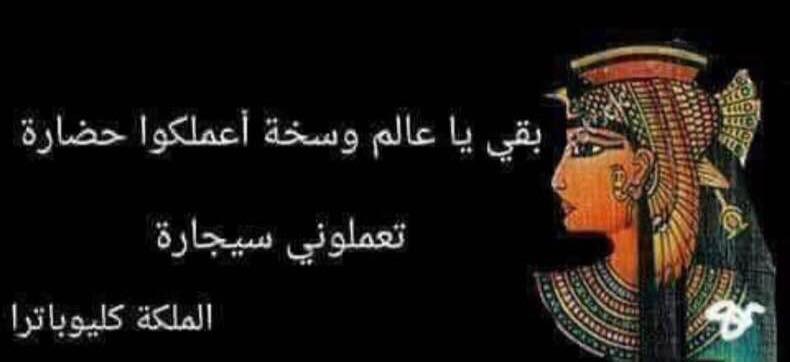 بقي يا عالم وسخة أعملكوا حضارة
تعملوني سيجارة
الملكة كليوباترا